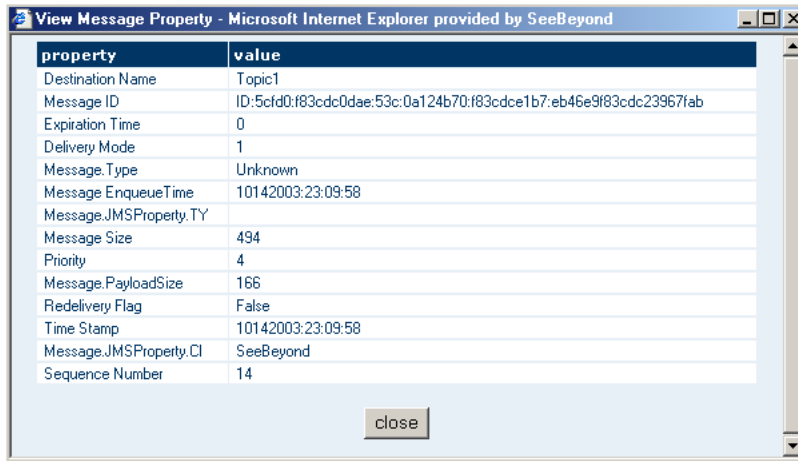 View Message Property - Microsoft Internet Explorer provided by SeeBeyond
property value
Destination Name Topic1
Message ID ID:5cfd0:f83cdc0dae:53c:0a124b70:f83cdce1b7:eb46e9f83cdc23967fab
Expiration Time 0
Delivery Mode 1
Message.Type Unknown
Message EnqueueTime 10142003:23:09:58
Message.JMSProperty.TY
Message Size 494
Priority 4
Message.PayloadSize 166
Redelivery Flag False
Time Stamp 10142003:23:09:58
Message.JMSProperty.CI SeeBeyond
Sequence Number 14
close